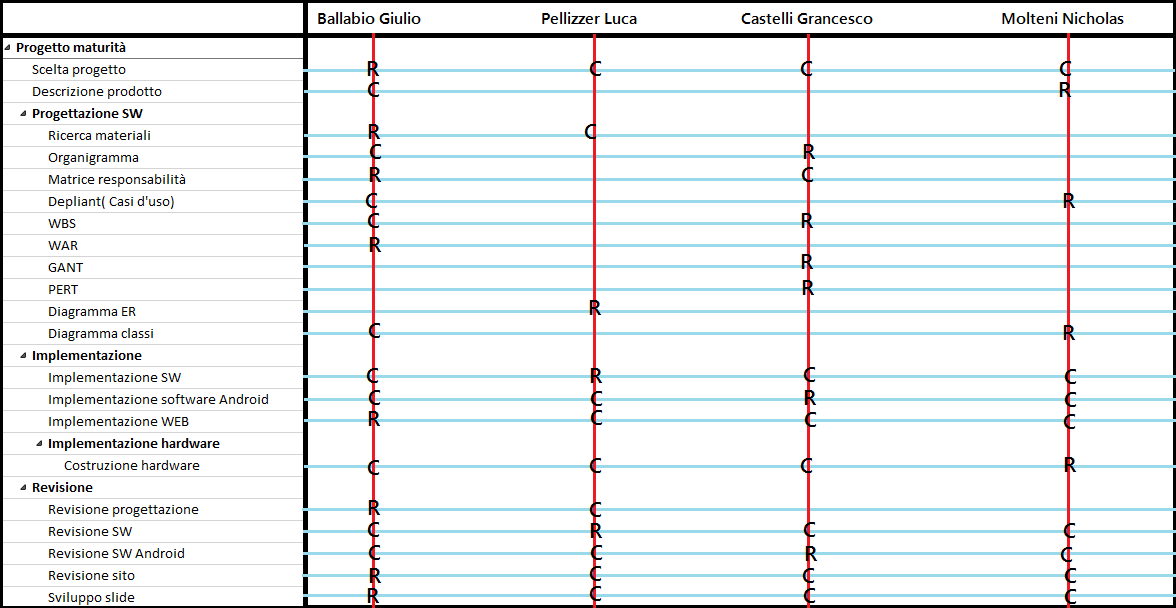 Ballabio Giulio Pellizzer Luca Castelli Grancesco Molteni Nicholas
Progetto maturità
Scelta progetto R C C C
Descrizione prodotto C R
Progettazione SW
Ricerca materiali R C
Organigramma C R
Matrice responsabilità R C
Depliant( Casi d'uso) C R
WBS C R
WAR R
GANT R
PERT R
Diagramma ER R
Diagramma classi C R
Implementazione
Implementazione SW C R C C
Implementazione software Android C C R C
Implementazione WEB R C C C
Implementazione hardware
Costruzione hardware C C C R
Revisione
Revisione progettazione R C
Revisione SW C R C C
Revisione SW Android C C R C
Revisione sito R C C C
Sviluppo slide R C C C